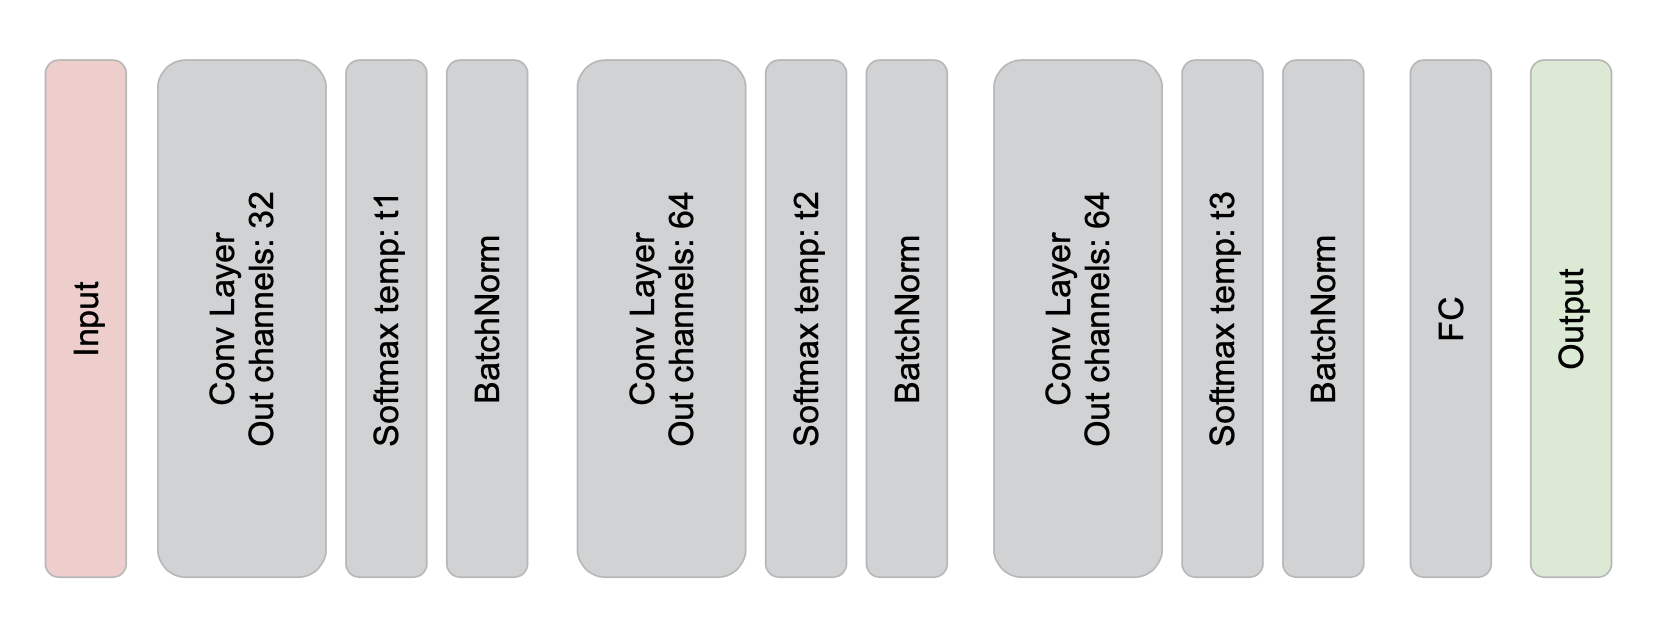 Input
Conv Layer
Out channels: 32
Softmax temp: t1
BatchNorm
Conv Layer
Out channels: 64
Softmax temp: t2
BatchNorm
Conv Layer
Out channels: 64
Softmax temp: t3
BatchNorm
FC
Output